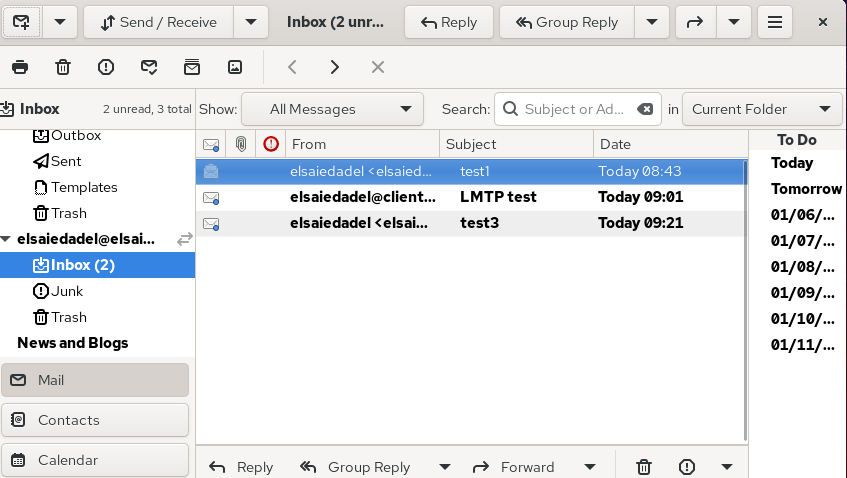 Send / Receive
Inbox (2 unr...
Reply
Group Reply
Inbox
2 unread, 3 total
Show:
All Messages
Search:
Subject or Ad...
in
Current Folder
Outbox
Sent
Templates
Trash
elsaiedadel@elsai...
Inbox (2)
Junk
Trash
News and Blogs
Mail
Contacts
Calendar
From Subject Date
elsaiedadel <elsaied... test1 Today 08:43
elsaiedadel@client... LMTP test Today 09:01
elsaiedadel <elsai... test3 Today 09:21
Reply
Group Reply
Forward
To Do
Today
Tomorrow
01/06/...
01/07/...
01/08/...
01/09/...
01/10/...
01/11/...